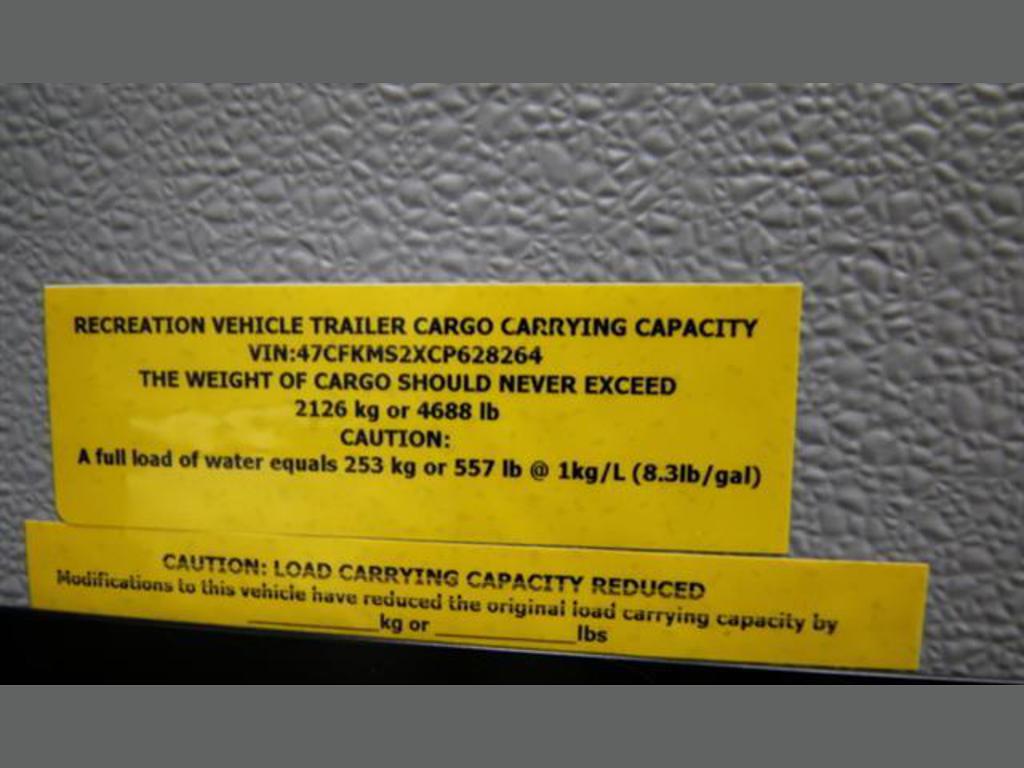 RECREATION VEHICLE TRAILER CARGO CARRYING CAPACITY
VIN:47CFKMS2XCP628264
THE WEIGHT OF CARGO SHOULD NEVER EXCEED
2126 kg or 4688 lb
CAUTION:
A full load of water equals 253 kg or 557 lb @ 1kg/L (8.3lb/gal)
CAUTION: LOAD CARRYING CAPACITY REDUCED
Modifications to this vehicle have reduced the original load carrying capacity by
__________kg or ___________lbs